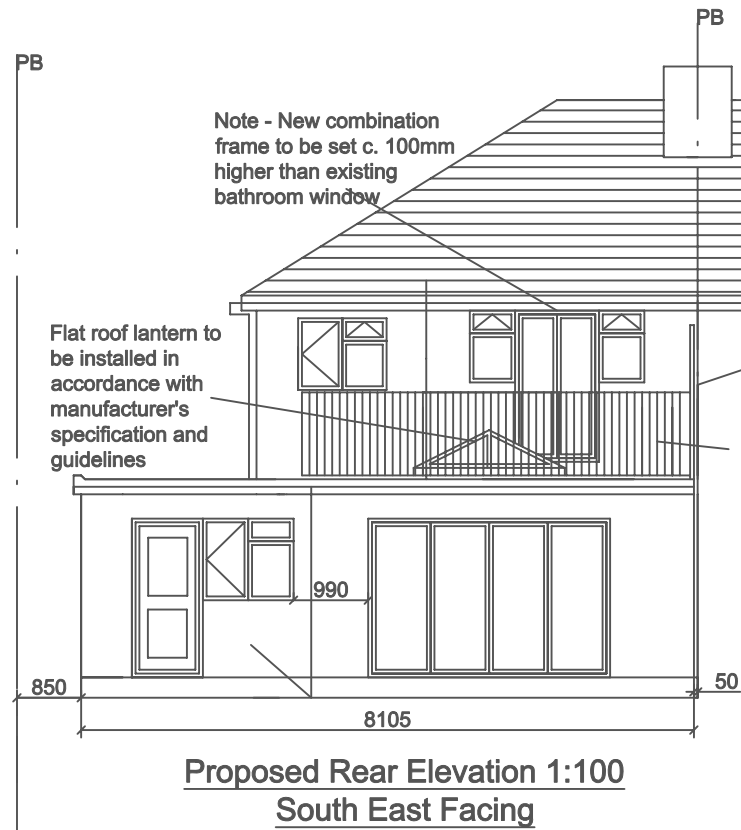 PB
PB
Note - New combination
frame to be set c. 100mm
higher than existing
bathroom window
Flat roof lantern to
be installed in
accordance with
manufacturer's
specification and
guidelines
990
850
50
8105
Proposed Rear Elevation 1:100
South East Facing